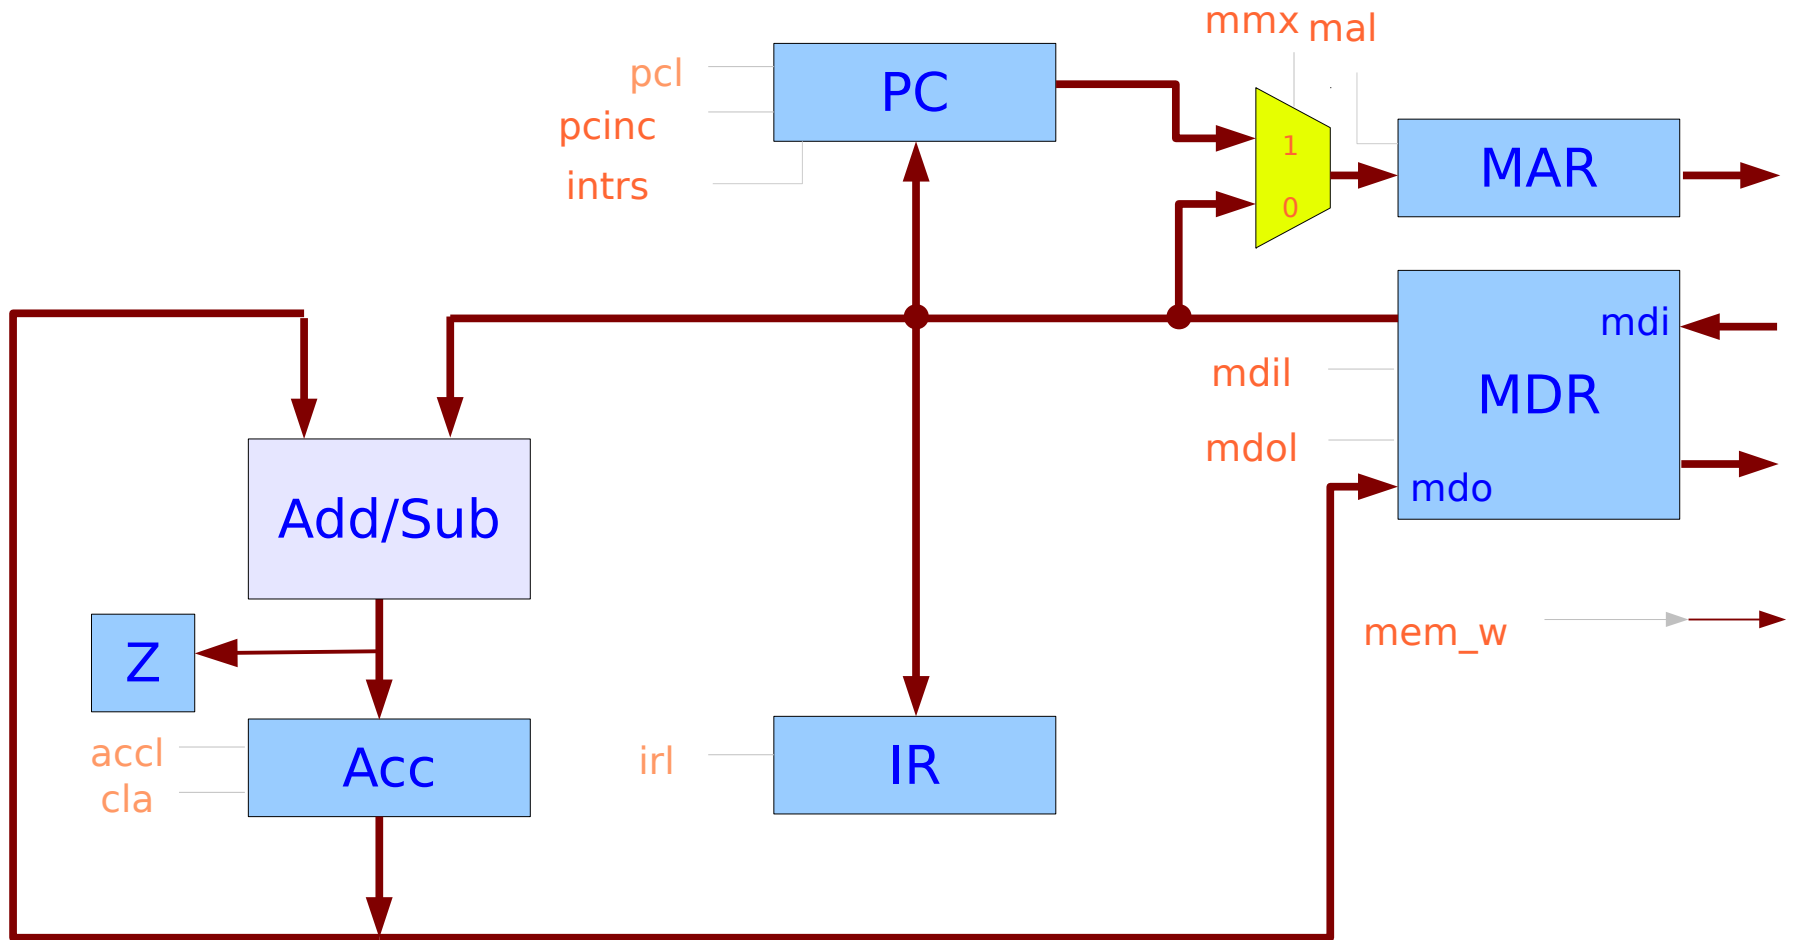 mmx
mal
pcl
PC
pcinc
1
MAR
intrs
0
mdi
mdil
MDR
mdol
mdo
Add/Sub
mem_w
Z
accl
Acc
irl
IR
cla